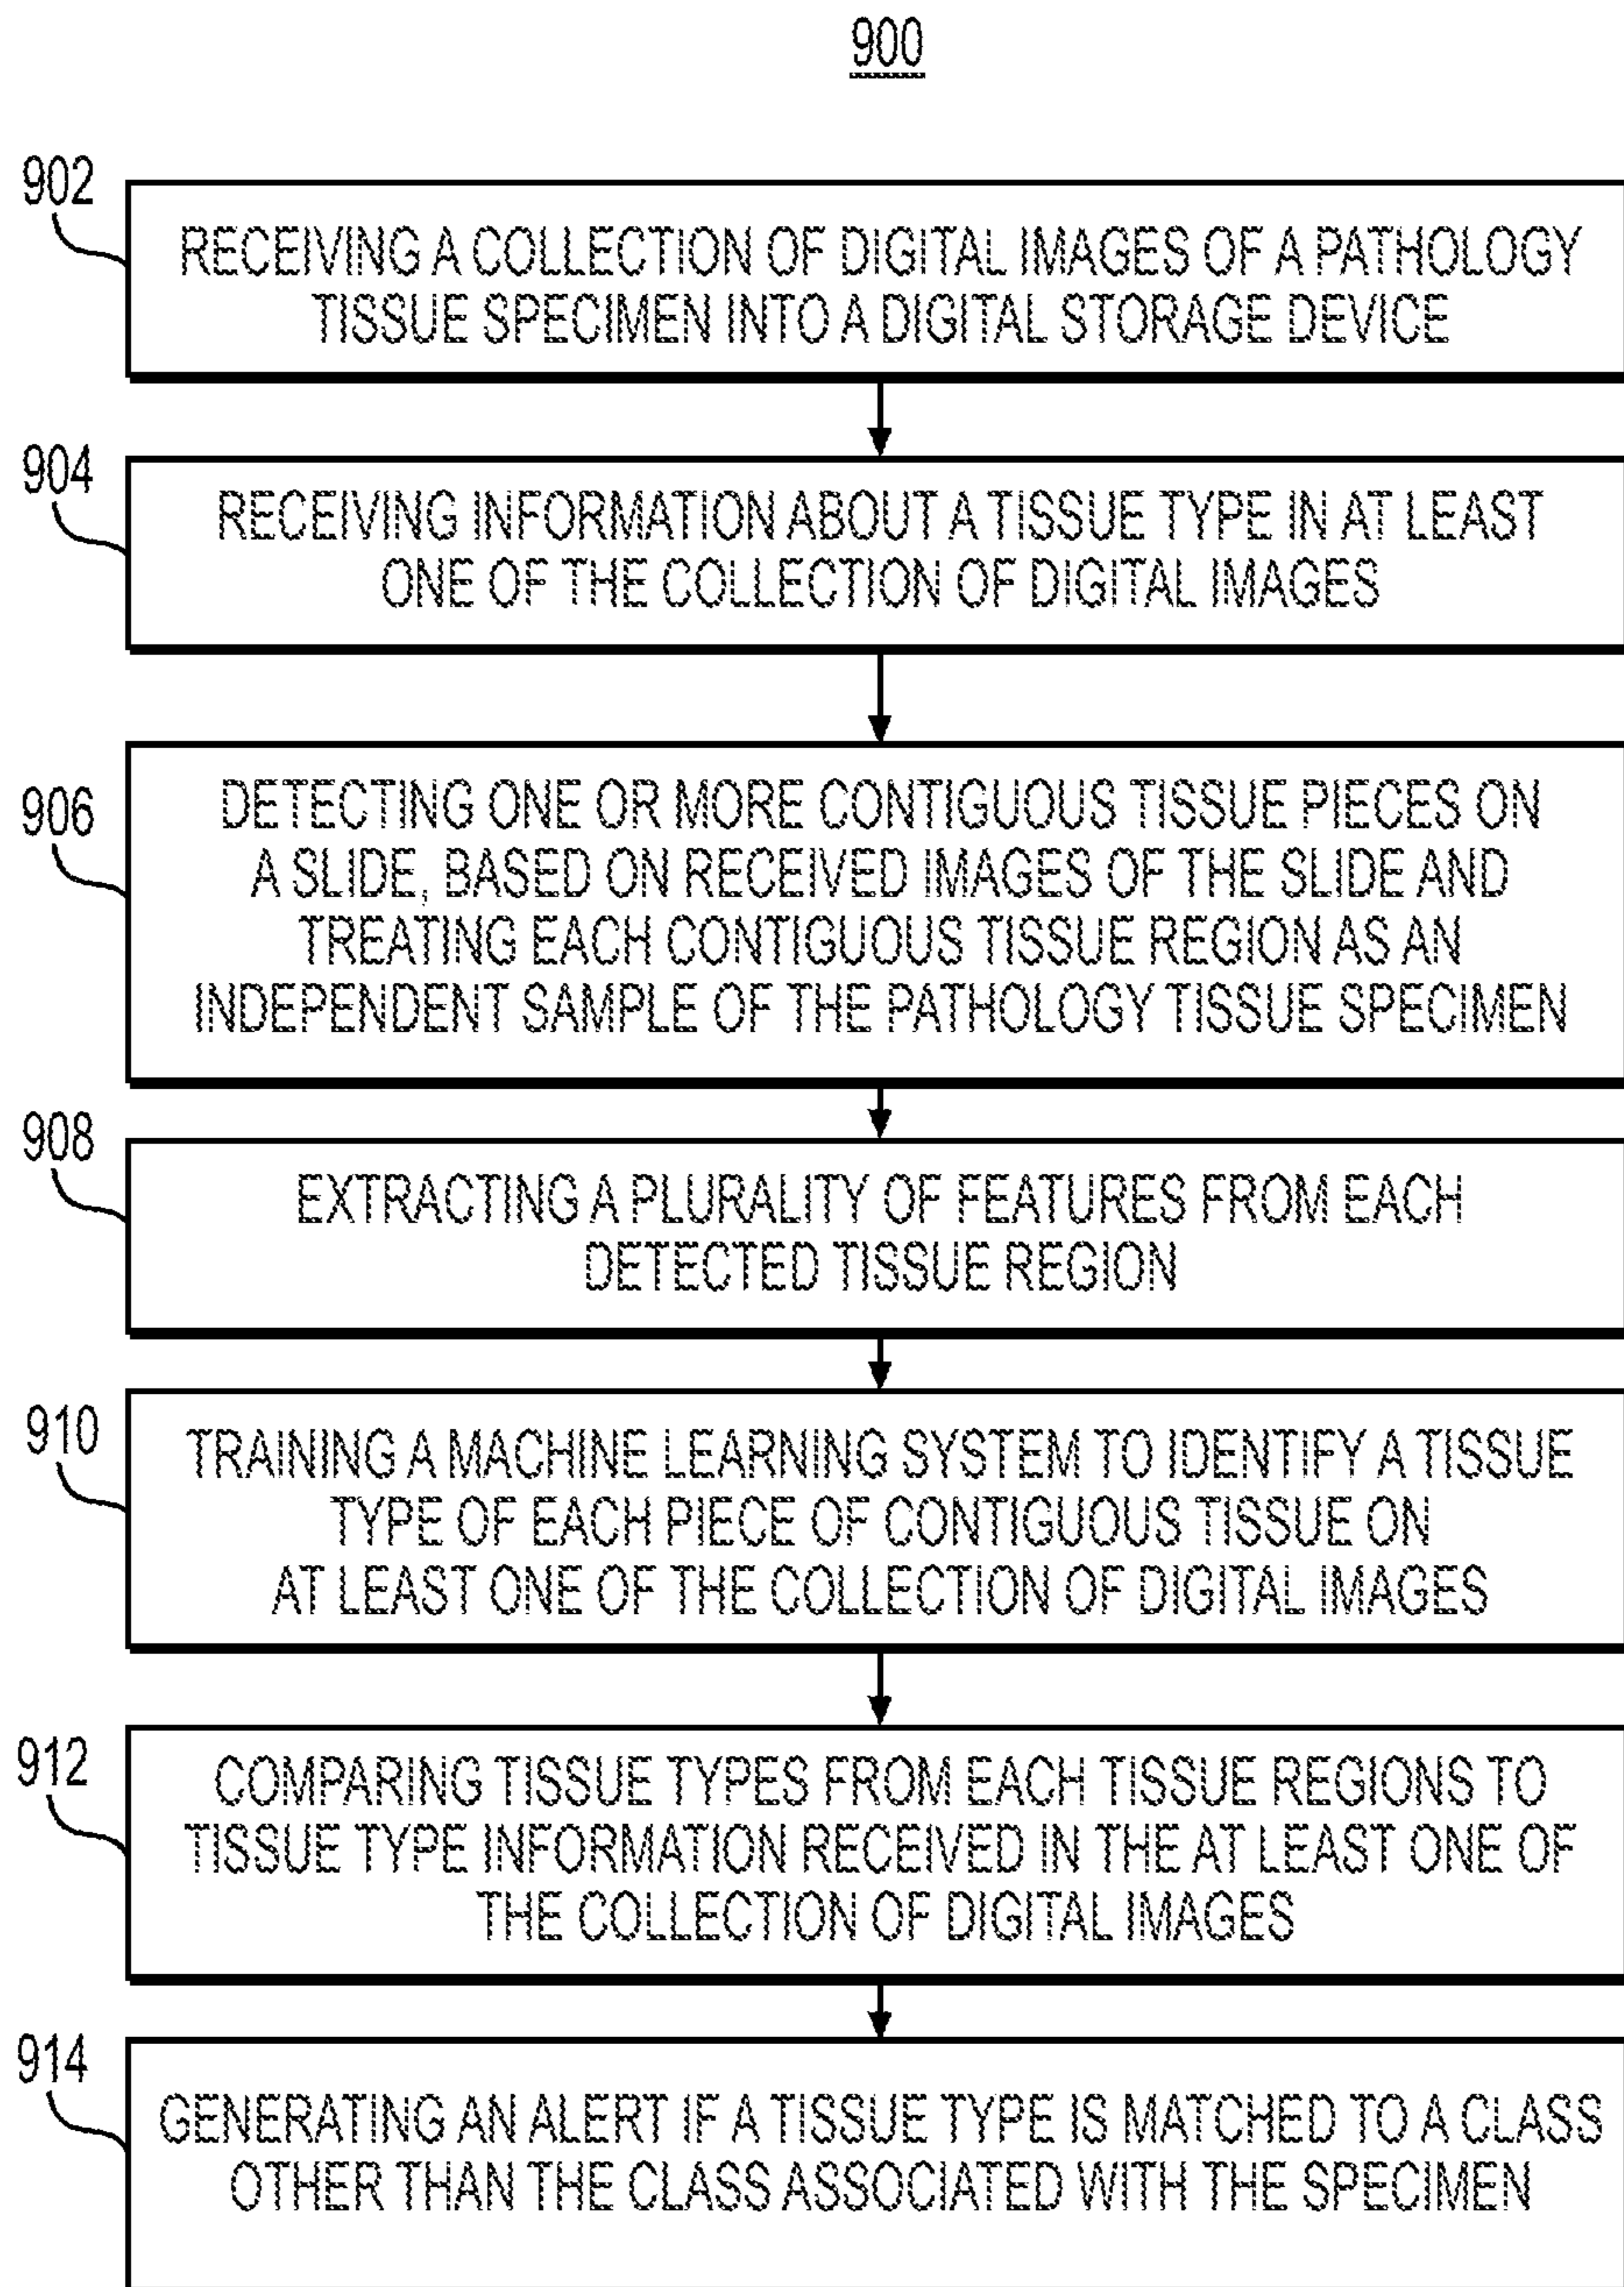 900
902
RECEIVING A COLLECTION OF DIGITAL IMAGES OF A PATHOLOGY
TISSUE SPECIMEN INTO A DIGITAL STORAGE DEVICE
904
RECEIVING INFORMATION ABOUT A TISSUE TYPE IN AT LEAST
ONE OF THE COLLECTION OF DIGITAL IMAGES
906
DETECTING ONE OR MORE CONTIGUOUS TISSUE PIECES ON
A SLIDE, BASED ON RECEIVED IMAGES OF THE SLIDE AND
TREATING EACH CONTIGUOUS TISSUE REGION AS AN
INDEPENDENT SAMPLE OF THE PATHOLOGY TISSUE SPECIMEN
908
EXTRACTING A PLURALITY OF FEATURES FROM EACH
DETECTED TISSUE REGION
910
TRAINING A MACHINE LEARNING SYSTEM TO IDENTIFY A TISSUE
TYPE OF EACH PIECE OF CONTIGUOUS TISSUE ON
AT LEAST ONE OF THE COLLECTION OF DIGITAL IMAGES
912
COMPARING TISSUE TYPES FROM EACH TISSUE REGIONS TO
TISSUE TYPE INFORMATION RECEIVED IN THE AT LEAST ONE OF
THE COLLECTION OF DIGITAL IMAGES
914
GENERATING AN ALERT IF A TISSUE TYPE IS MATCHED TO A CLASS
OTHER THAN THE CLASS ASSOCIATED WITH THE SPECIMEN